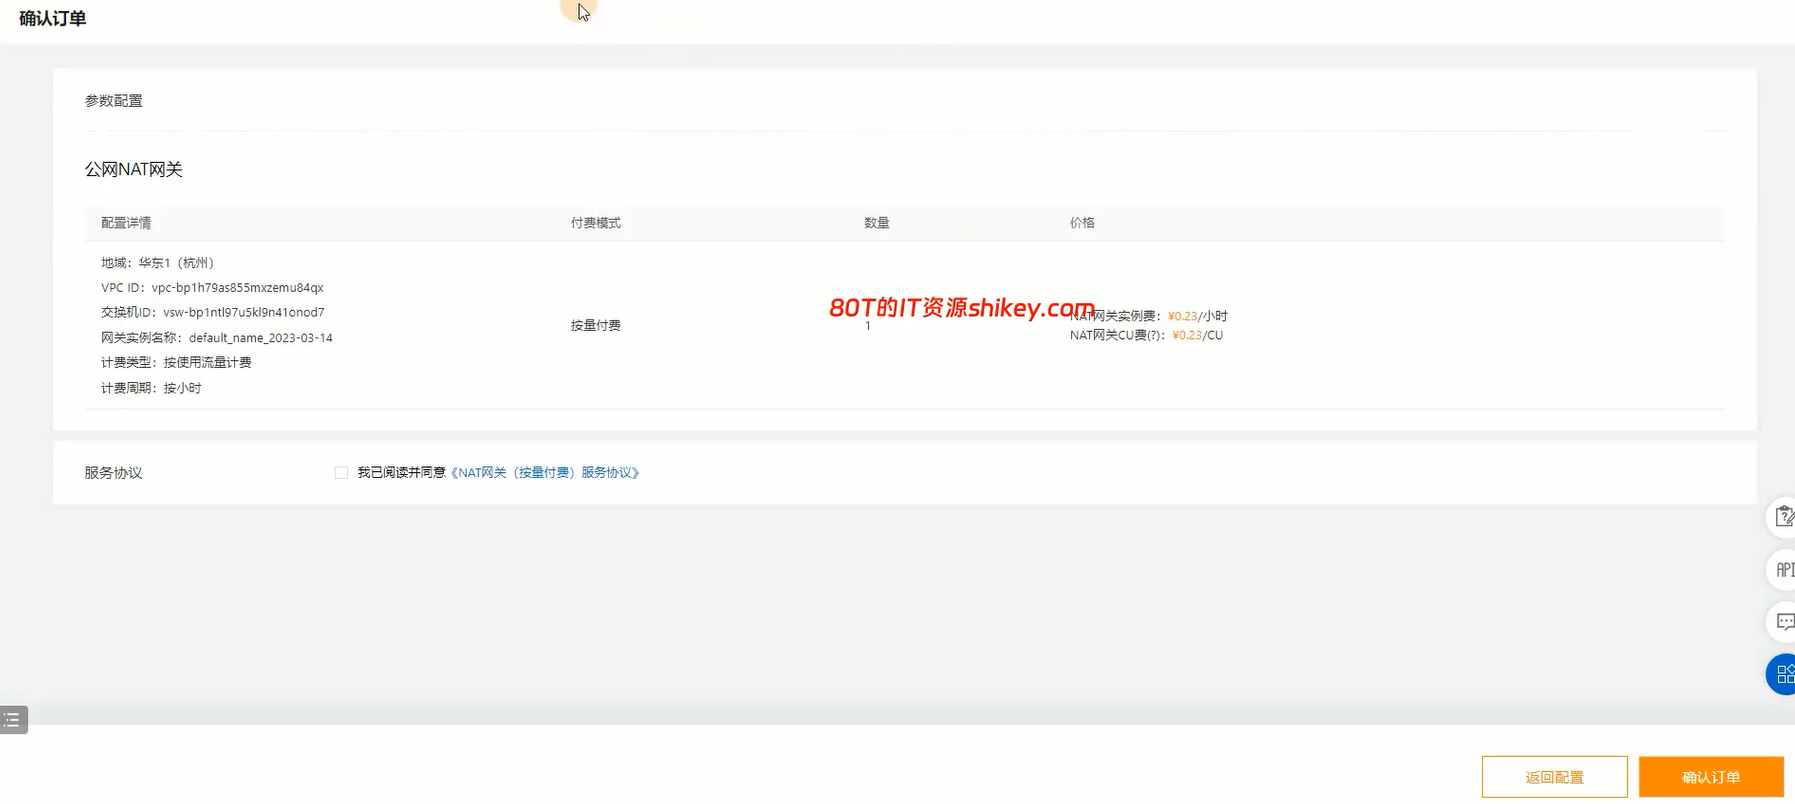 确认订单
参数配置
公网NAT网关
配置详情 付费模式 数量 价格
地域：华东1（杭州）
VPC ID：vpc-bp1h79as855mxzemu84qx
交换机ID：vsw-bp1ntl97u5kl9n41onod7
网关实例名称：default_name_2023-03-14
计费类型：按使用流量计费
计费周期：按小时
按量付费
1
80T的IT资源shikey.com
NAT网关实例费：¥0.23/小时
NAT网关CU费(?)：¥0.23/CU
服务协议 我已阅读并同意《NAT网关（按量付费）服务协议》
API
返回配置 确认订单